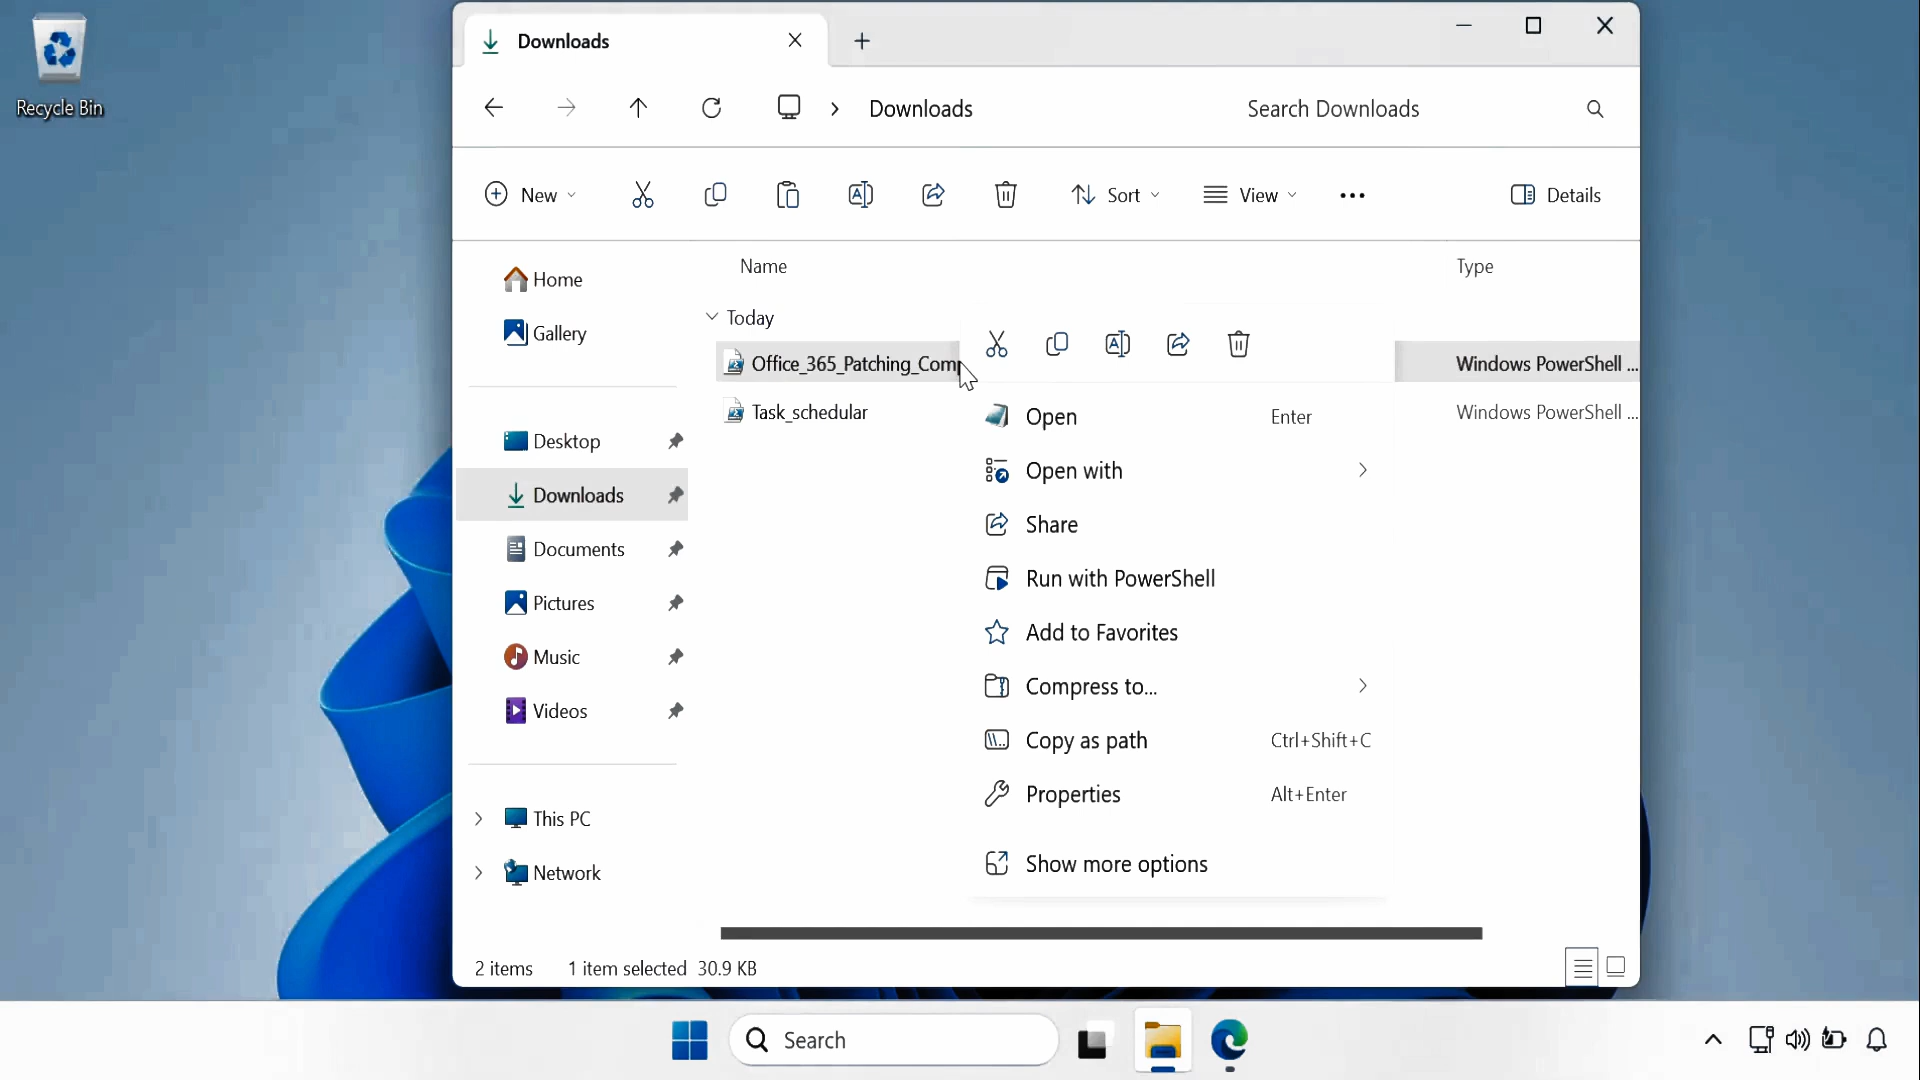 Recycle Bin
Downloads
Downloads
Search Downloads
New
Sort
View
Details
Name
Type
Home
Gallery
Desktop
Downloads
Documents
Pictures
Music
Videos
This PC
Network
Today
Office_365_Patching_Com
Windows PowerShell ...
Task_schedular
Windows PowerShell ...
Open
Enter
Open with
Share
Run with PowerShell
Add to Favorites
Compress to...
Copy as path
Ctrl+Shift+C
Properties
Alt+Enter
Show more options
2 items
1 item selected 30.9 KB
Search